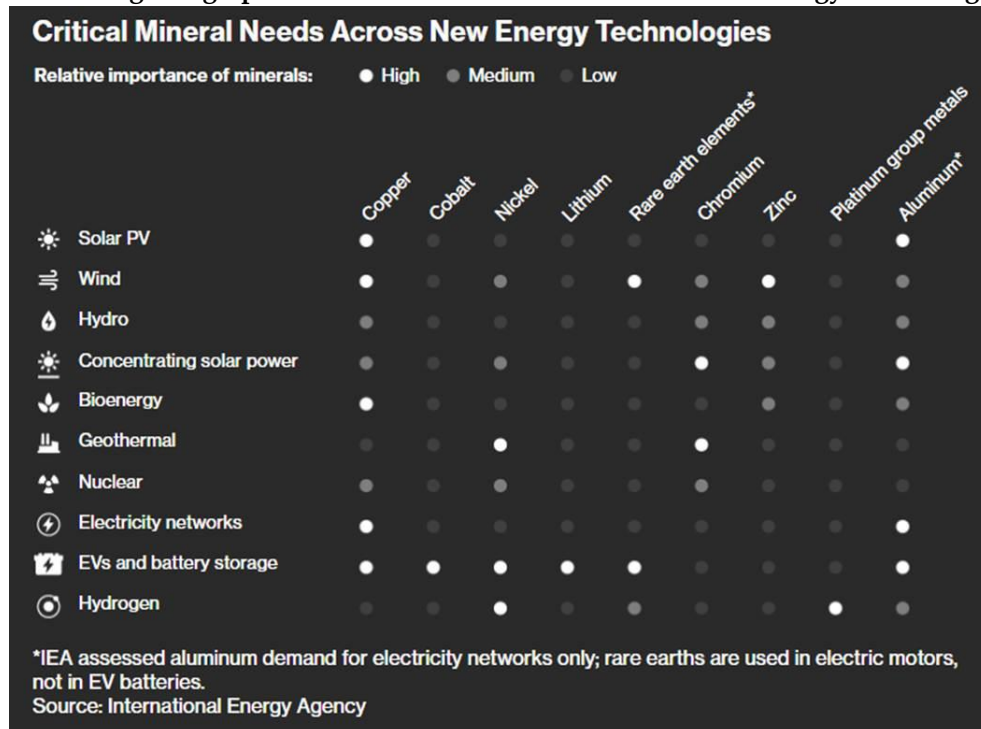 Critical Mineral Needs Across New Energy Technologies
Relative importance of minerals: High Medium Low
Copper Cobalt Nickel Lithium Rare earth elements* Chromium Zinc Platinum group metals Aluminum*
Solar PV
Wind
Hydro
Concentrating solar power
Bioenergy
Geothermal
Nuclear
Electricity networks
EVs and battery storage
Hydrogen
*IEA assessed aluminum demand for electricity networks only; rare earths are used in electric motors,
not in EV batteries.
Source: International Energy Agency